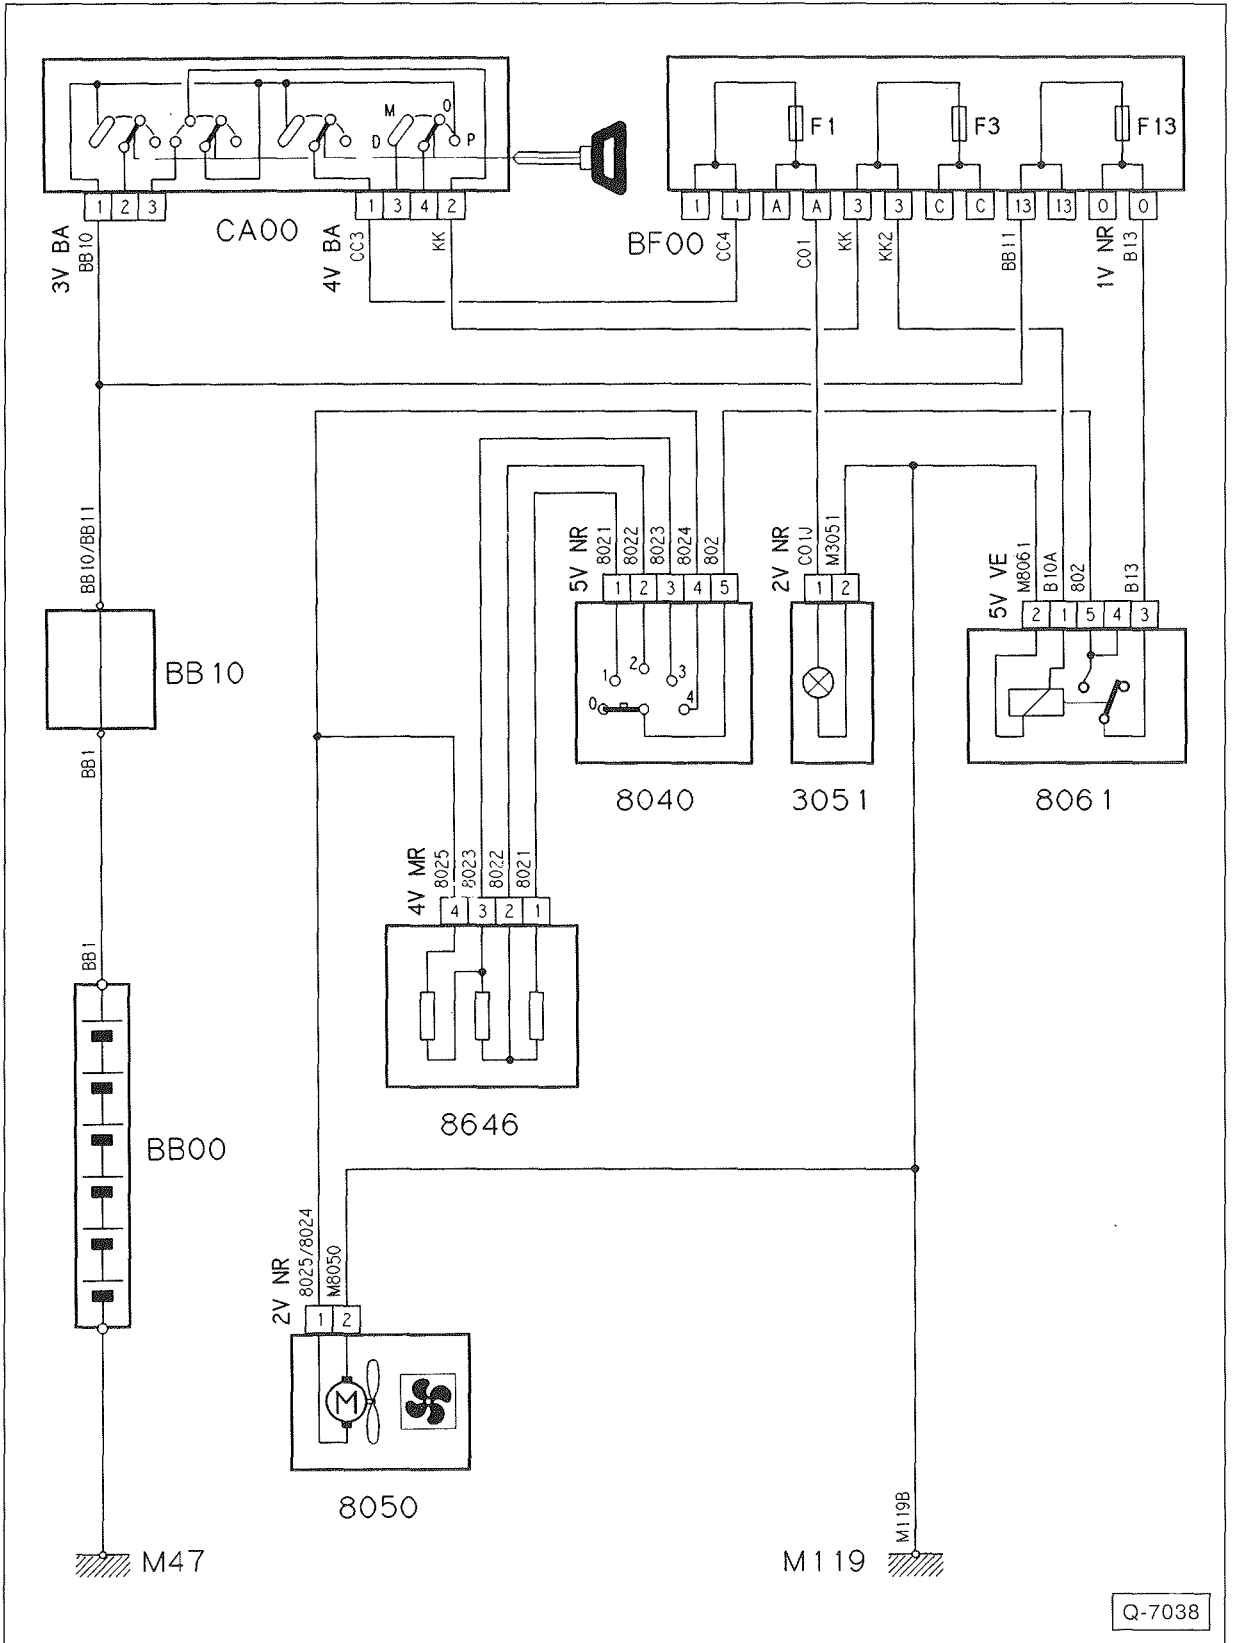 M O
D P
F1 F3 F13
1 2 3
1 3 4 2
1 1 A A 3 3 C C 13 13 0 0
CA00
BF00
3V BA
BB10
4V BA
CC3
KK
CC4
C01
KK
KK2
BB11
1V NR
B13
BB10/BB11
5V NR
8021
8022
8023
8024
802
2V NR
C01J
M3051
5V VE
M8061
B10A
802
B13
1 2 3 4 5
1 2
2 1 5 4 3
BB10
0 1 2 3 4
BB1
8040
3051
8061
4V MR
8025
8023
8022
8021
4 3 2 1
BB1
8646
BB00
2V NR
8025/8024
M8050
1 2
M
8050
M119B
M47
M119
Q-7038